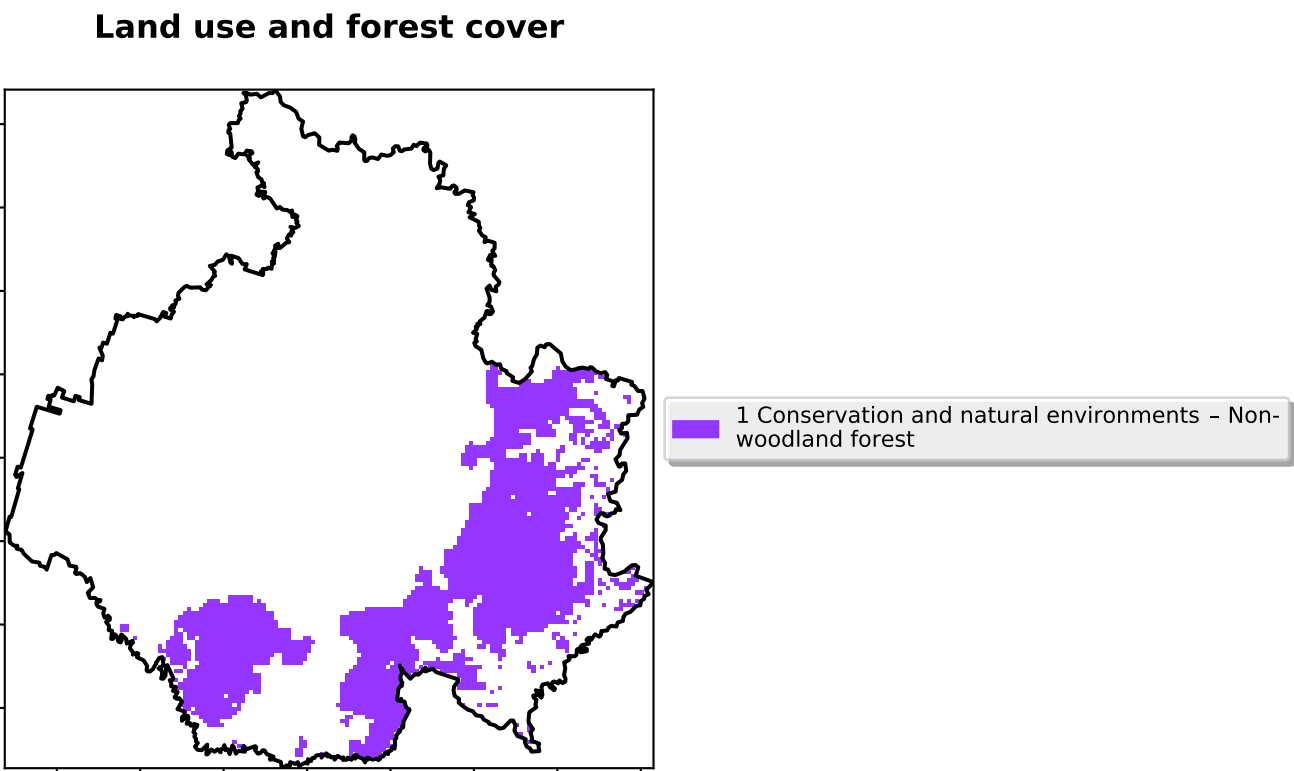 Land use and forest cover
1 Conservation and natural environments – Non-
woodland forest